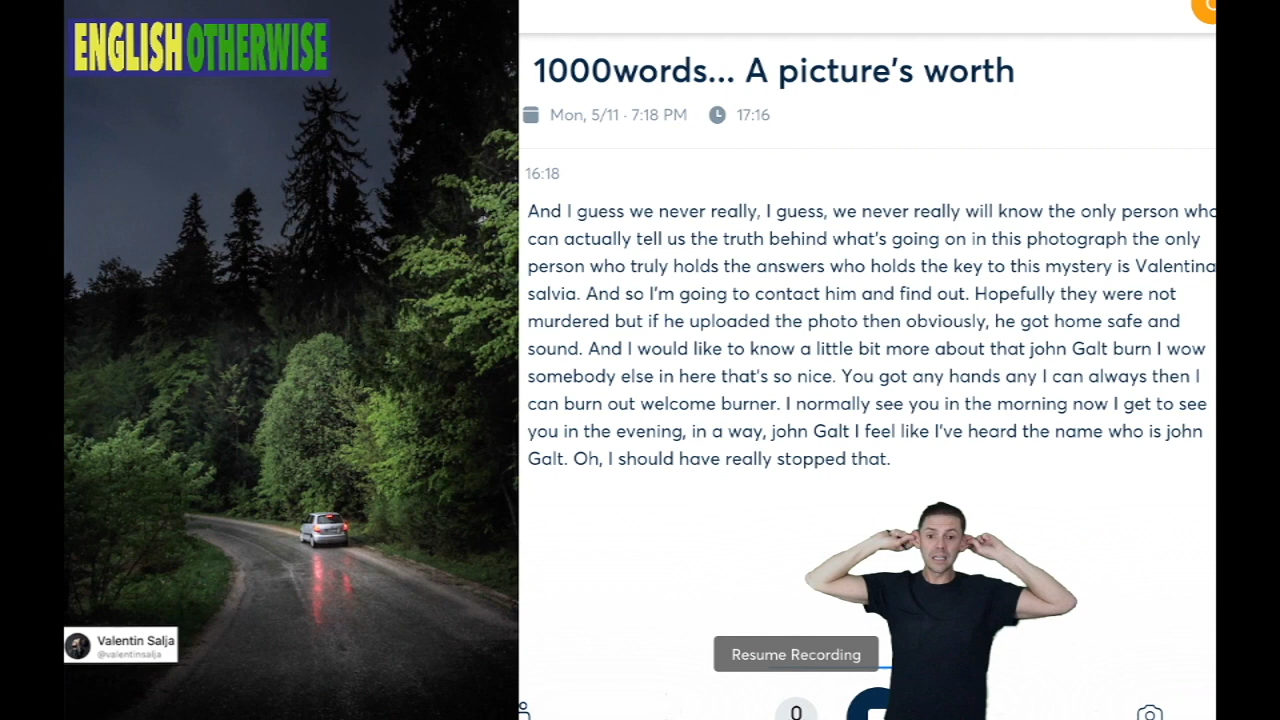 ENGLISH OTHERWISE
1000words... A picture's worth
Mon, 5/11 · 7:18 PM 17:16
16:18
And I guess we never really, I guess, we never really will know the only person who
can actually tell us the truth behind what's going on in this photograph the only
person who truly holds the answers who holds the key to this mystery is Valentina
salvia. And so I'm going to contact him and find out. Hopefully they were not
murdered but if he uploaded the photo then obviously, he got home safe and
sound. And I would like to know a little bit more about that john Galt burn I wow
somebody else in here that's so nice. You got any hands any I can always then I
can burn out welcome burner. I normally see you in the morning now I get to see
you in the evening, in a way, john Galt I feel like I've heard the name who is john
Galt. Oh, I should have really stopped that.
Valentin Salja
@valentinsalja
Resume Recording
0